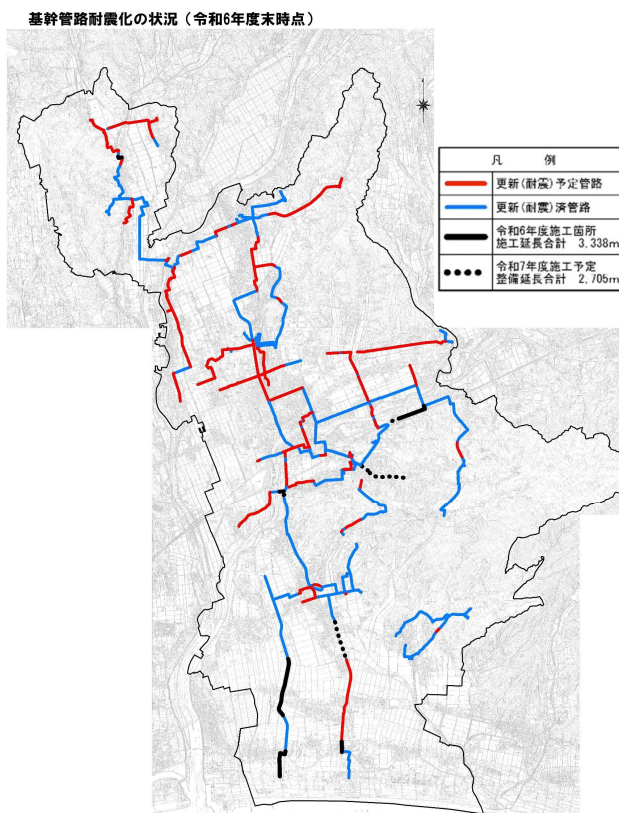 基幹管路耐震化の状況（令和6年度末時点）
凡　例
更新(耐震)予定管路
更新(耐震)済管路
令和6年度施工箇所
施工延長合計　3,338m
令和7年度施工予定
整備延長合計　2,705m